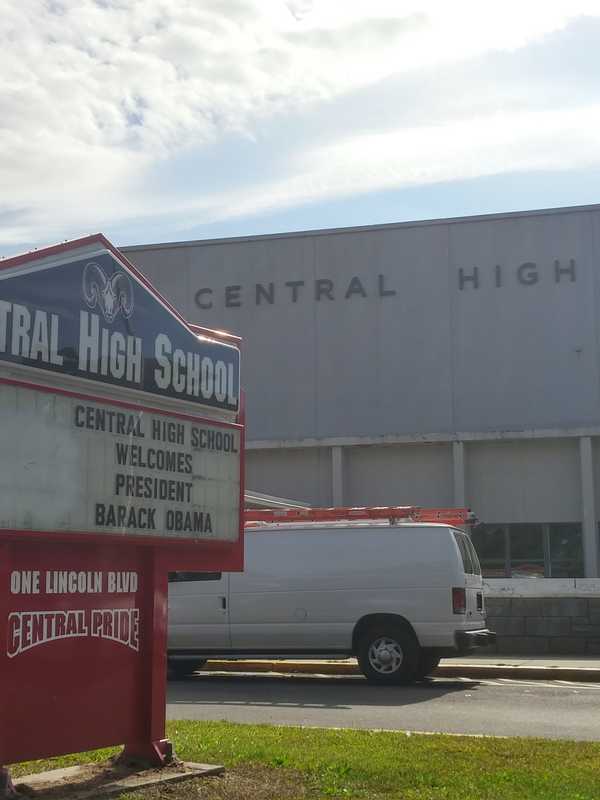 CENTRAL HIGH
TRAL HIGH SCHOOL
CENTRAL HIGH SCHOOL
WELCOMES
PRESIDENT
BARACK OBAMA
ONE LINCOLN BLVD
CENTRAL PRIDE